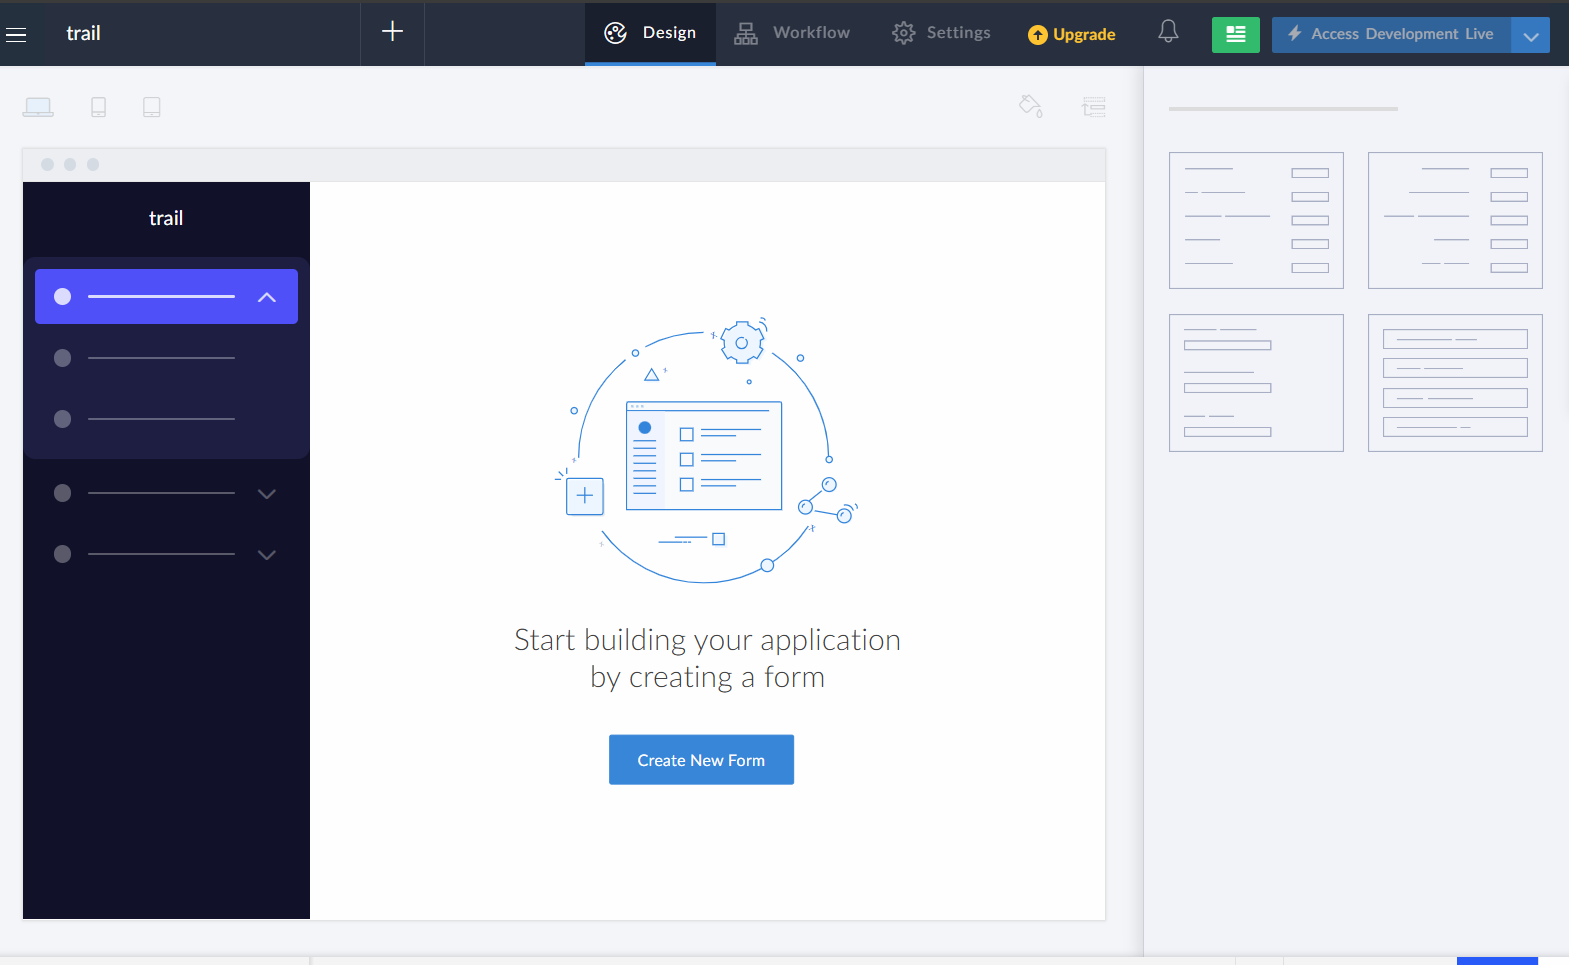 trail
Design
Workflow
Settings
Upgrade
Access Development Live
trail
Start building your application
by creating a form
Create New Form